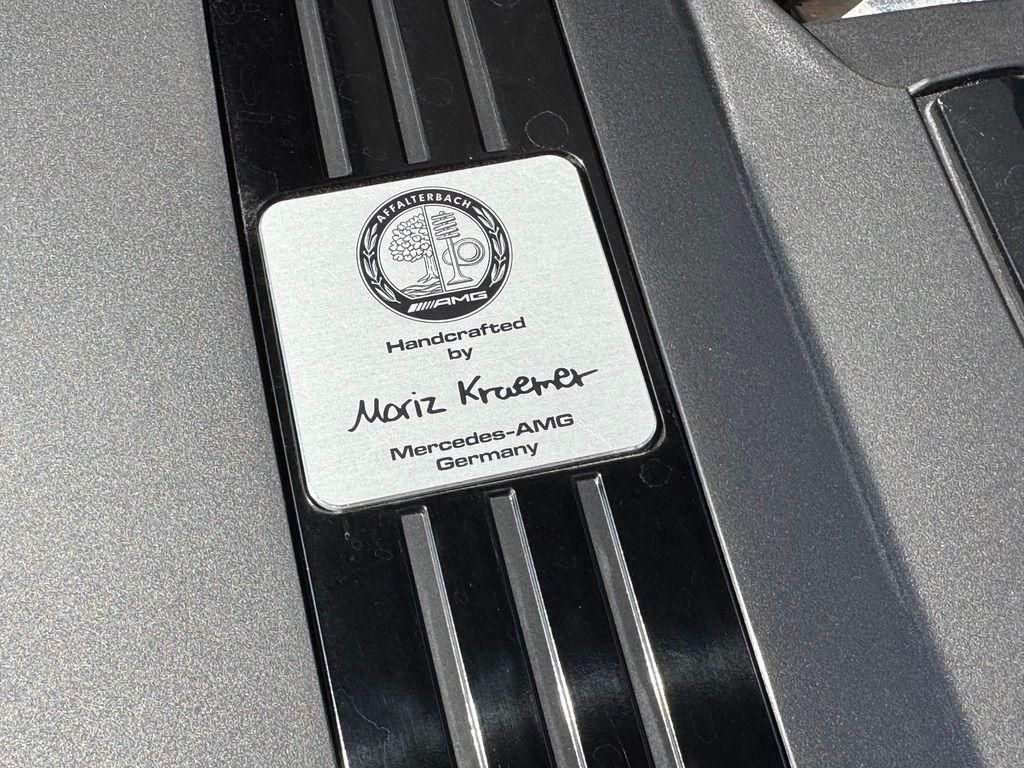 AFFALTERBACH
AMG
Handcrafted
by
Moriz Kraemer
Mercedes-AMG
Germany